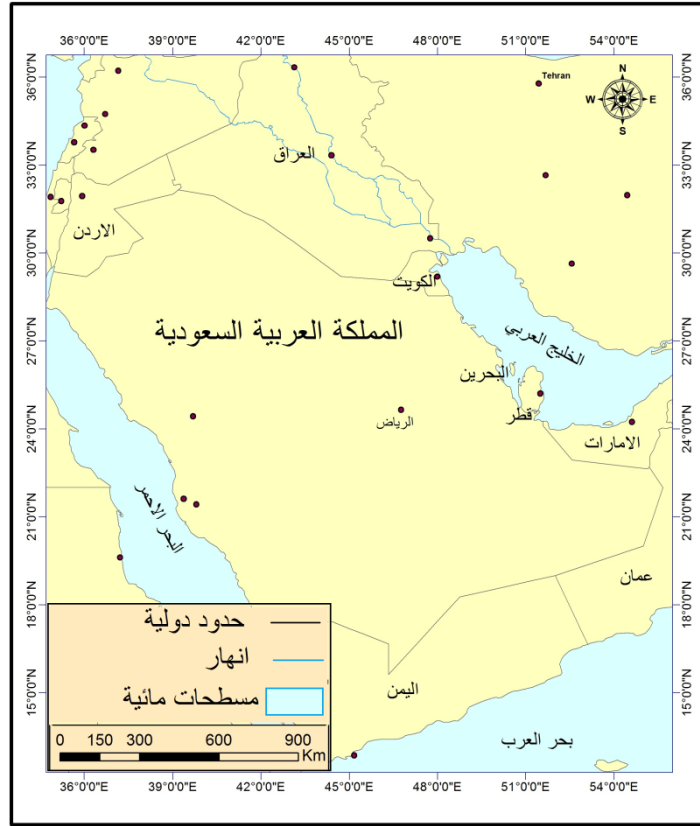 36°0'0"E 39°0'0"E 42°0'0"E 45°0'0"E 48°0'0"E 51°0'0"E 54°0'0"E
36°0'0"N
33°0'0"N
30°0'0"N
27°0'0"N
24°0'0"N
21°0'0"N
18°0'0"N
15°0'0"N
Tehran
N
W E
S
العراق
الاردن
الكويت
المملكة العربية السعودية
الخليج العربي
البحرين
قطر
الرياض
الامارات
البحر الأحمر
عمان
اليمن
بحر العرب
حدود دولية
انهار
مسطحات مائية
0 150 300 600 900
Km
36°0'0"N
33°0'0"N
30°0'0"N
27°0'0"N
24°0'0"N
21°0'0"N
18°0'0"N
15°0'0"N
36°0'0"E 39°0'0"E 42°0'0"E 45°0'0"E 48°0'0"E 51°0'0"E 54°0'0"E